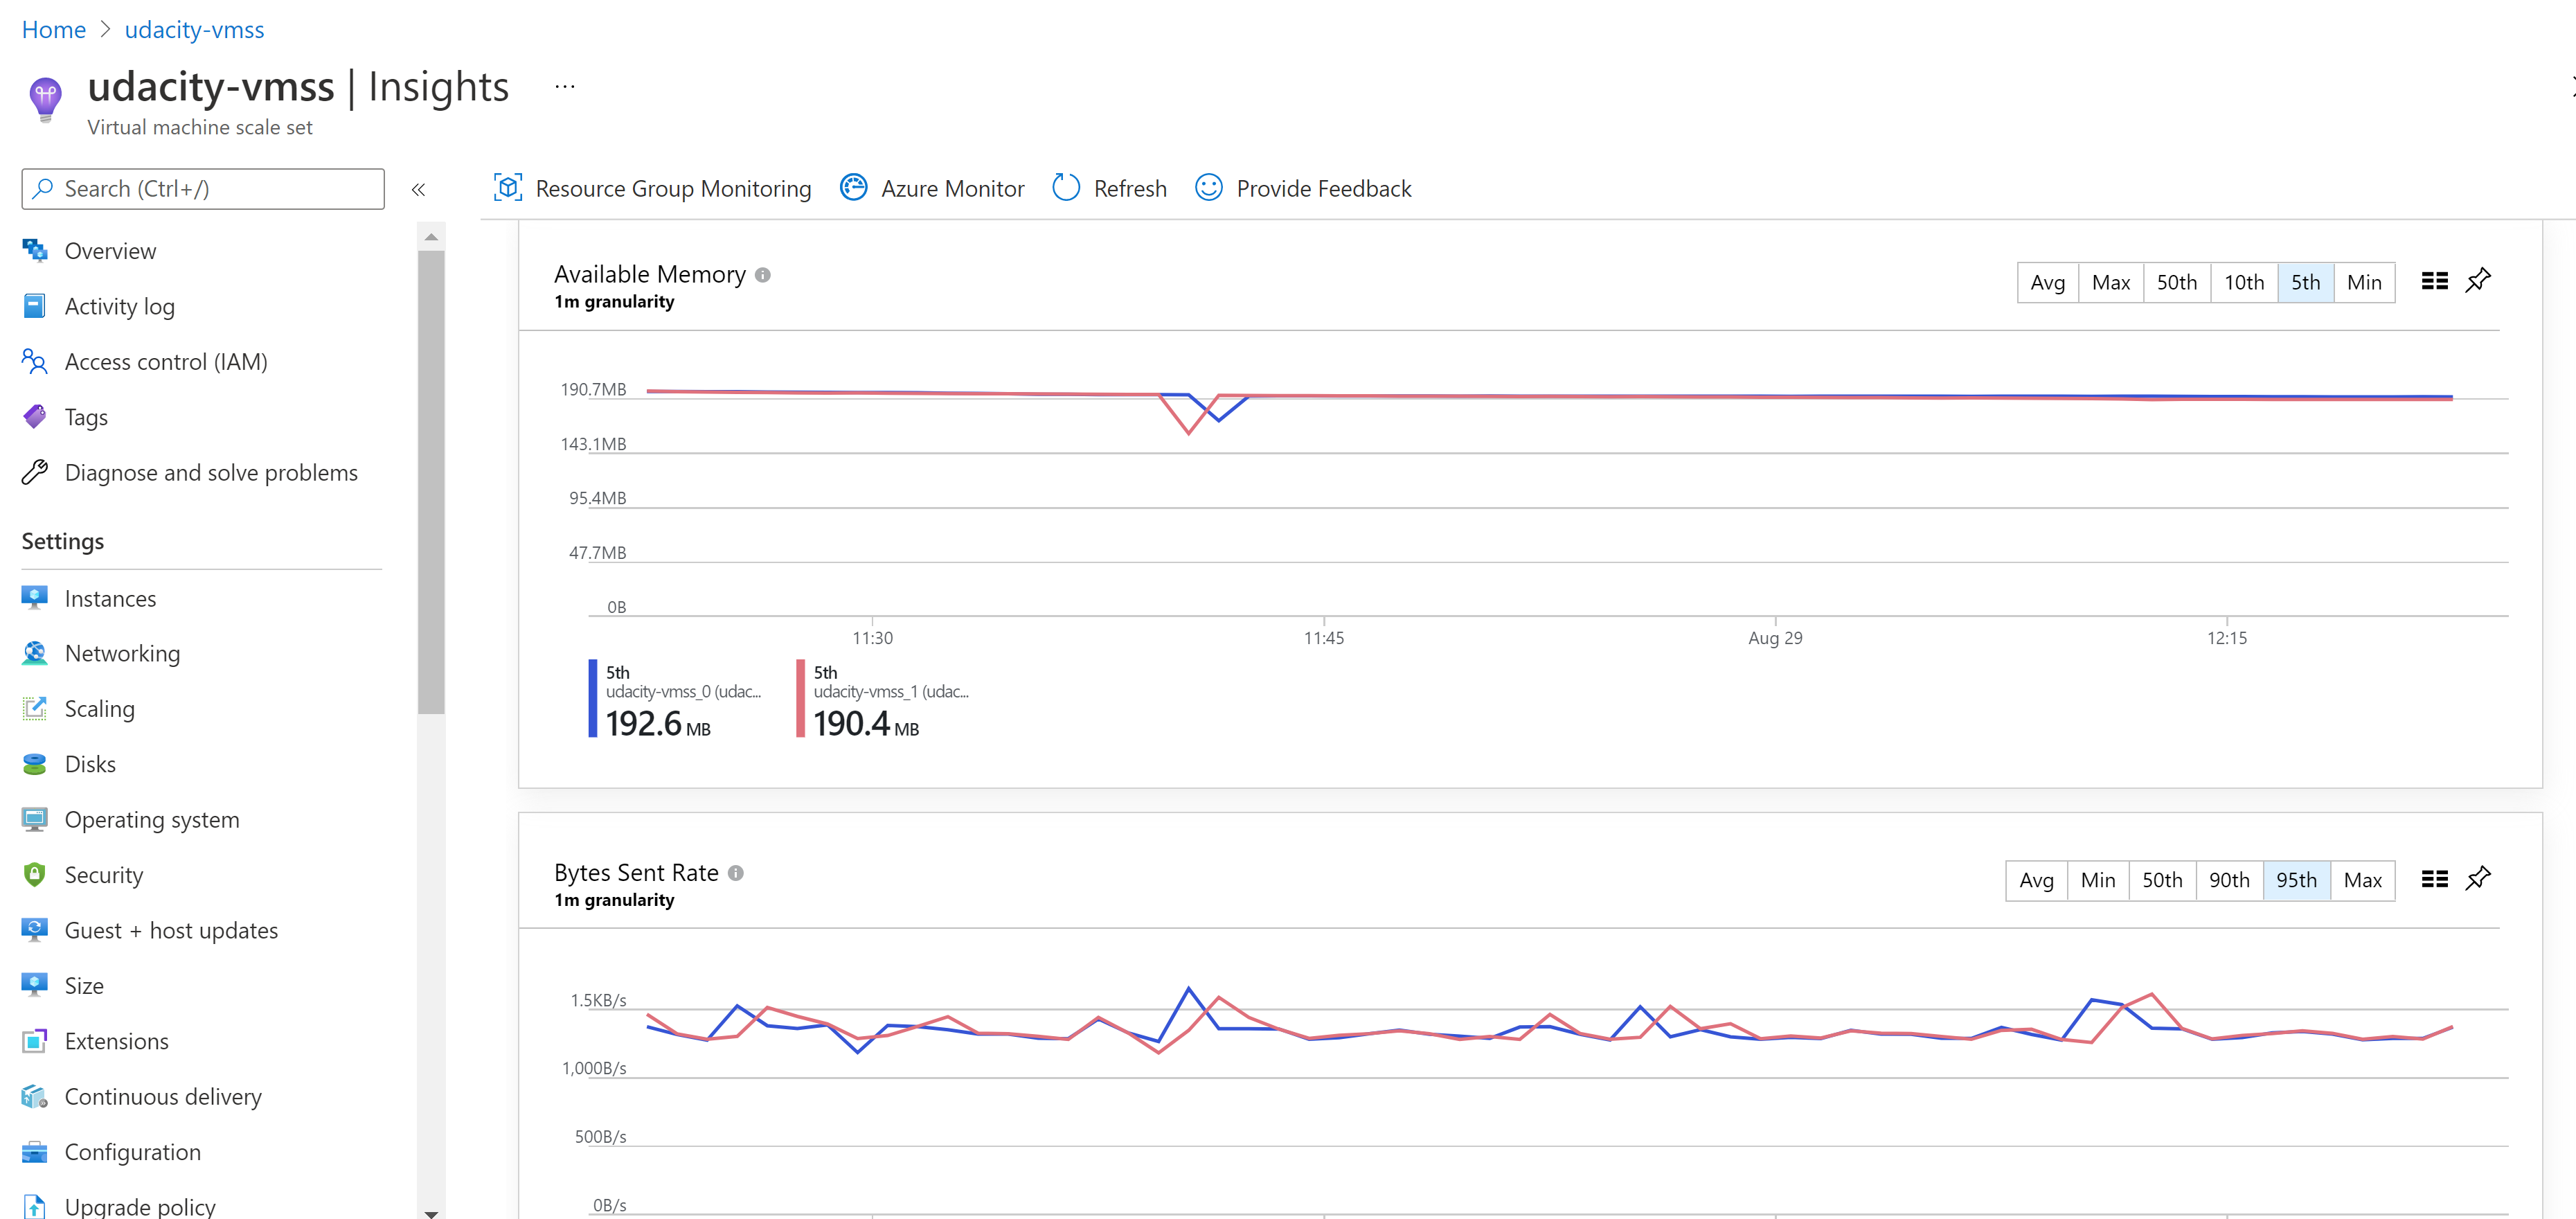 Home > udacity-vmss
udacity-vmss | Insights ...
Virtual machine scale set
Search (Ctrl+/)
«
Overview
Activity log
Access control (IAM)
Tags
Diagnose and solve problems
Settings
Instances
Networking
Scaling
Disks
Operating system
Security
Guest + host updates
Size
Extensions
Continuous delivery
Configuration
Upgrade policy
Resource Group Monitoring Azure Monitor Refresh Provide Feedback
Available Memory
1m granularity
Avg Max 50th 10th 5th Min
190.7MB
143.1MB
95.4MB
47.7MB
0B
11:30 11:45 Aug 29 12:15
5th
udacity-vmss_0 (udac...
192.6 MB
5th
udacity-vmss_1 (udac...
190.4 MB
Bytes Sent Rate
1m granularity
Avg Min 50th 90th 95th Max
1.5KB/s
1,000B/s
500B/s
0B/s